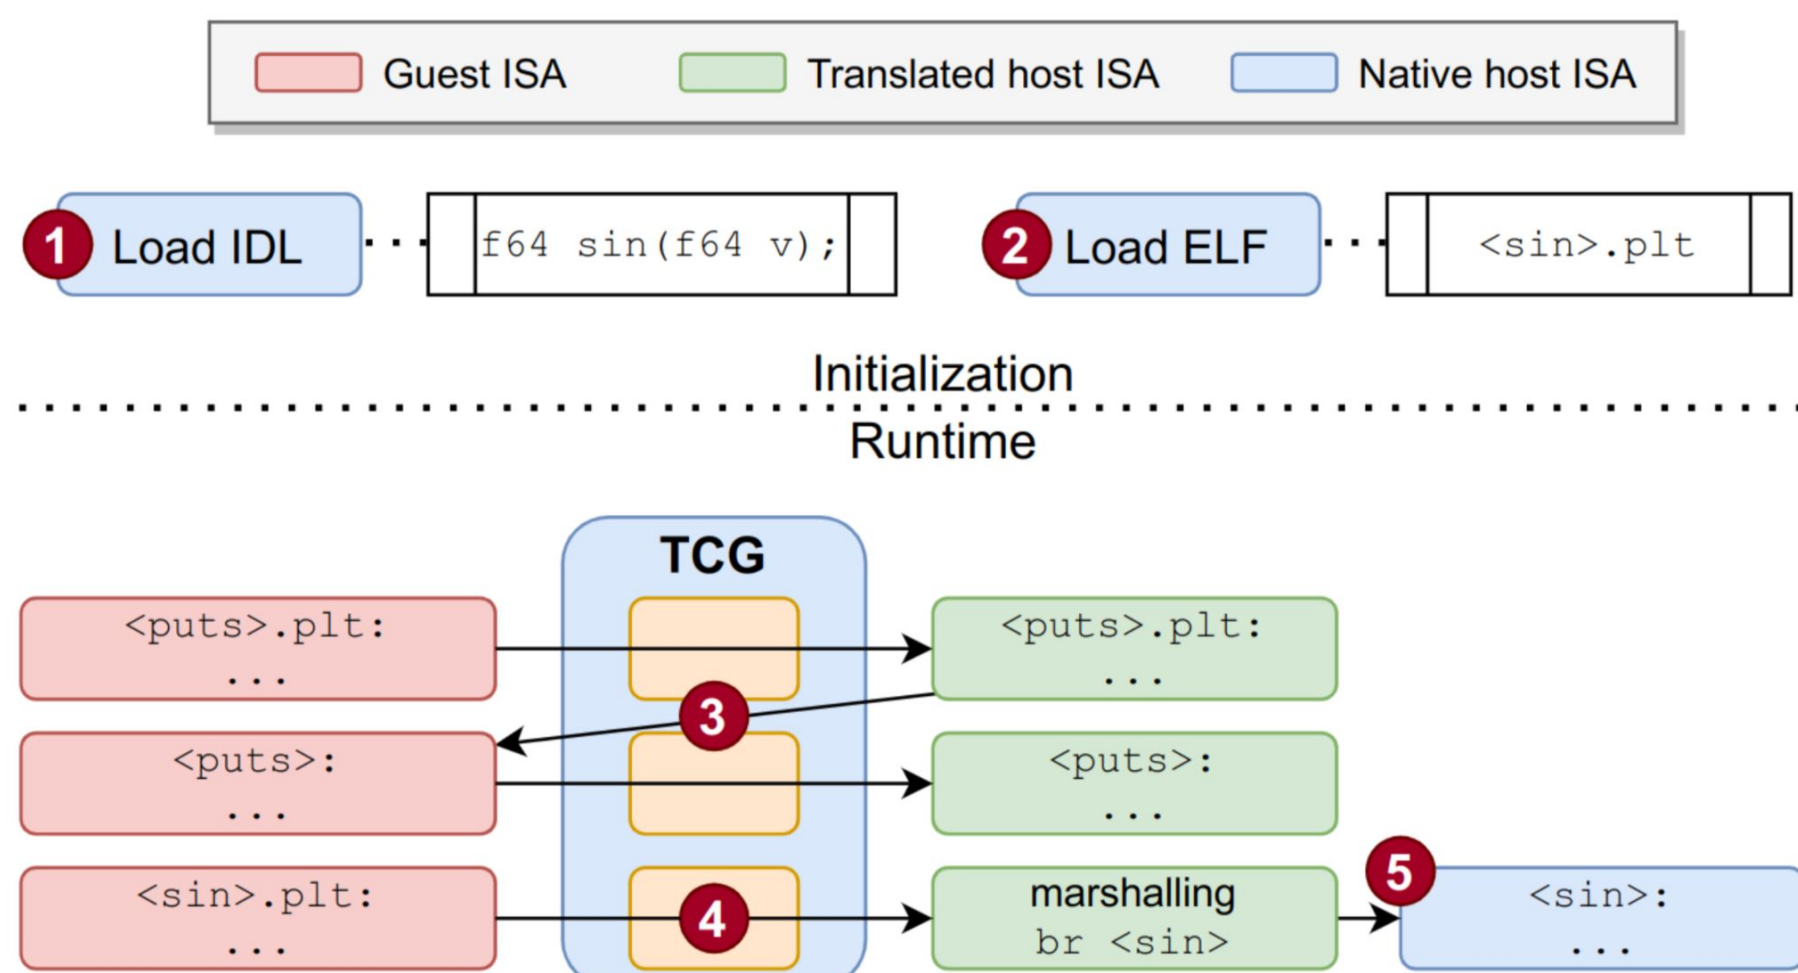 Guest ISA Translated host ISA Native host ISA
1 Load IDL f64 sin(f64 v); 2 Load ELF <sin>.plt
Initialization
Runtime
TCG
<puts>.plt: <puts>.plt:
... ...
3
<puts>: <puts>:
... ...
5
<sin>.plt: marshalling <sin>:
4
... br <sin> ...